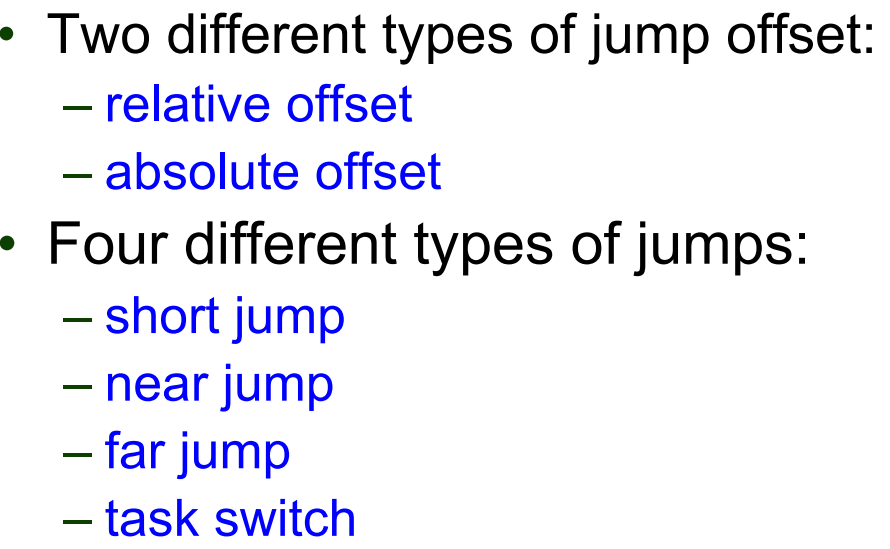 • Two different types of jump offset:
– relative offset
– absolute offset
• Four different types of jumps:
– short jump
– near jump
– far jump
– task switch